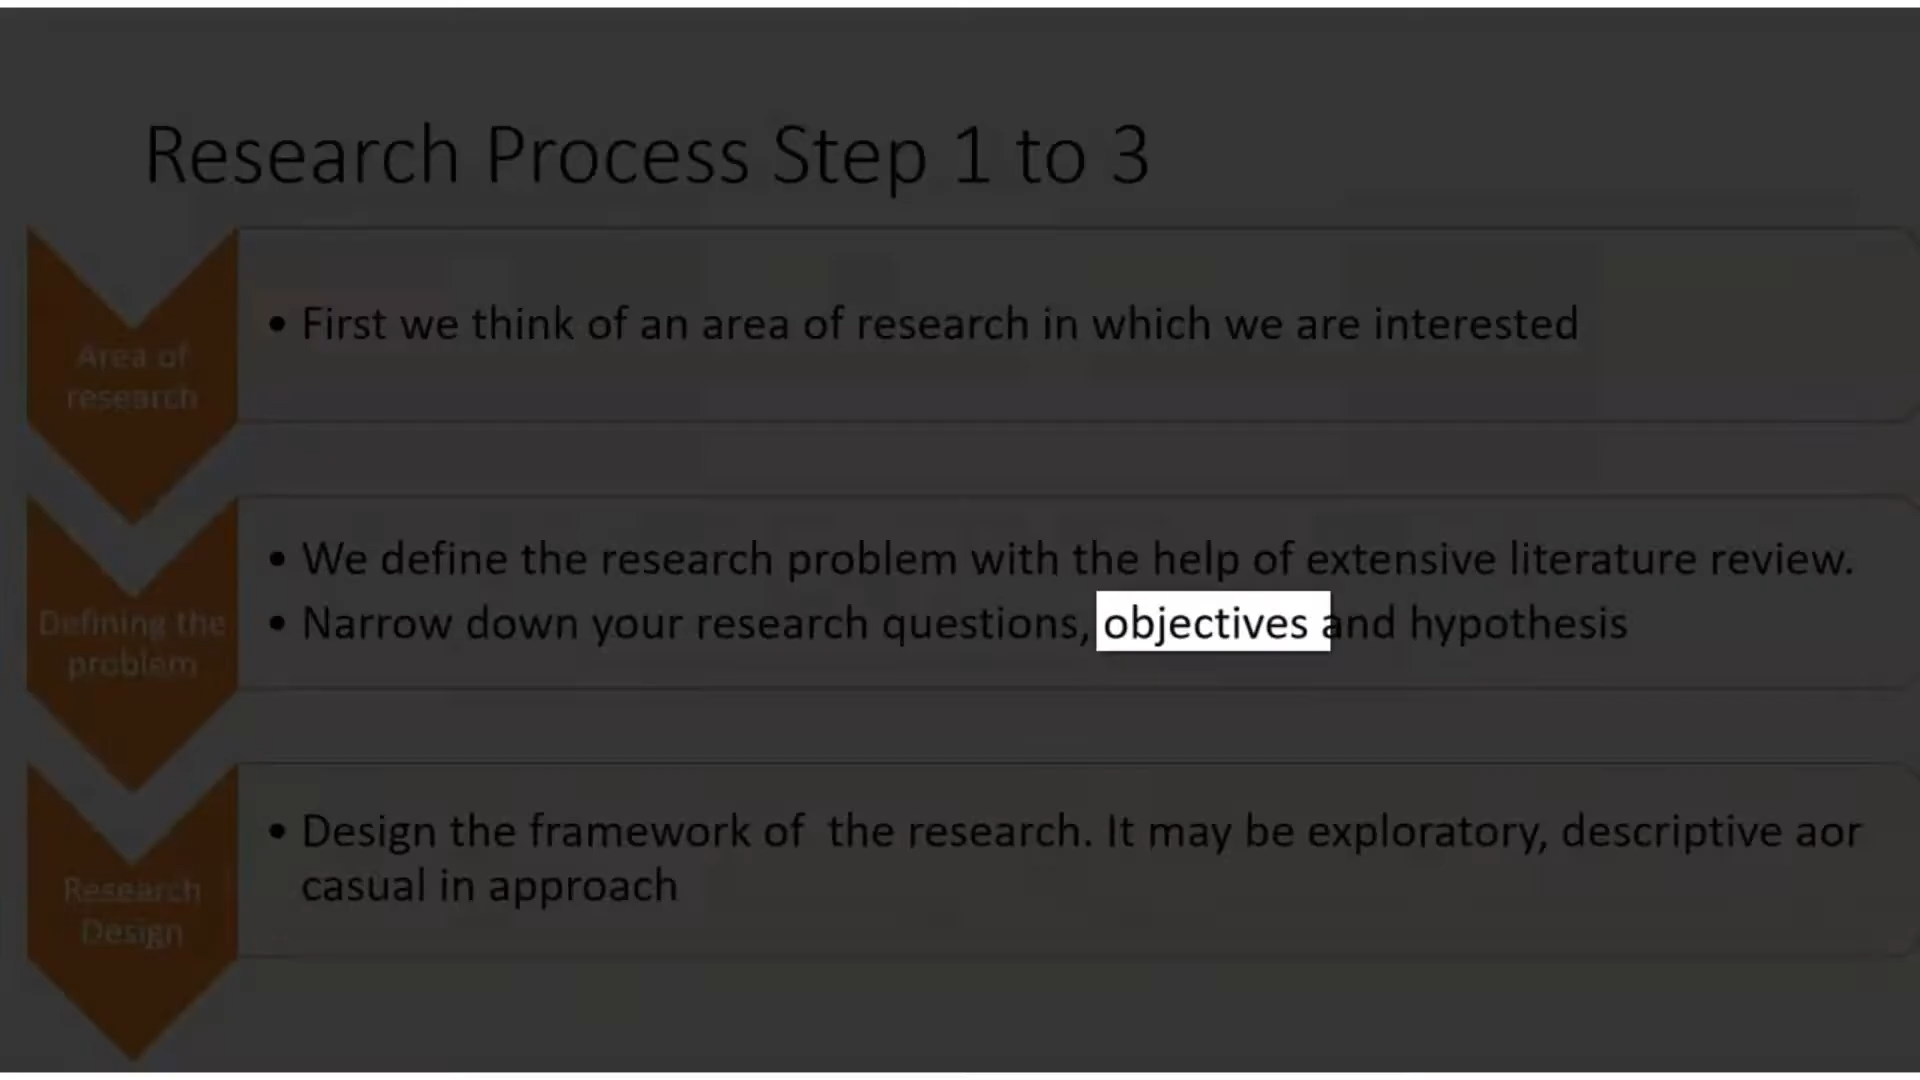 Research Process Step 1 to 3
Area of
research
• First we think of an area of research in which we are interested
Defining the
problem
• We define the research problem with the help of extensive literature review.
• Narrow down your research questions, objectives and hypothesis
Research
Design
• Design the framework of  the research. It may be exploratory, descriptive aor
casual in approach